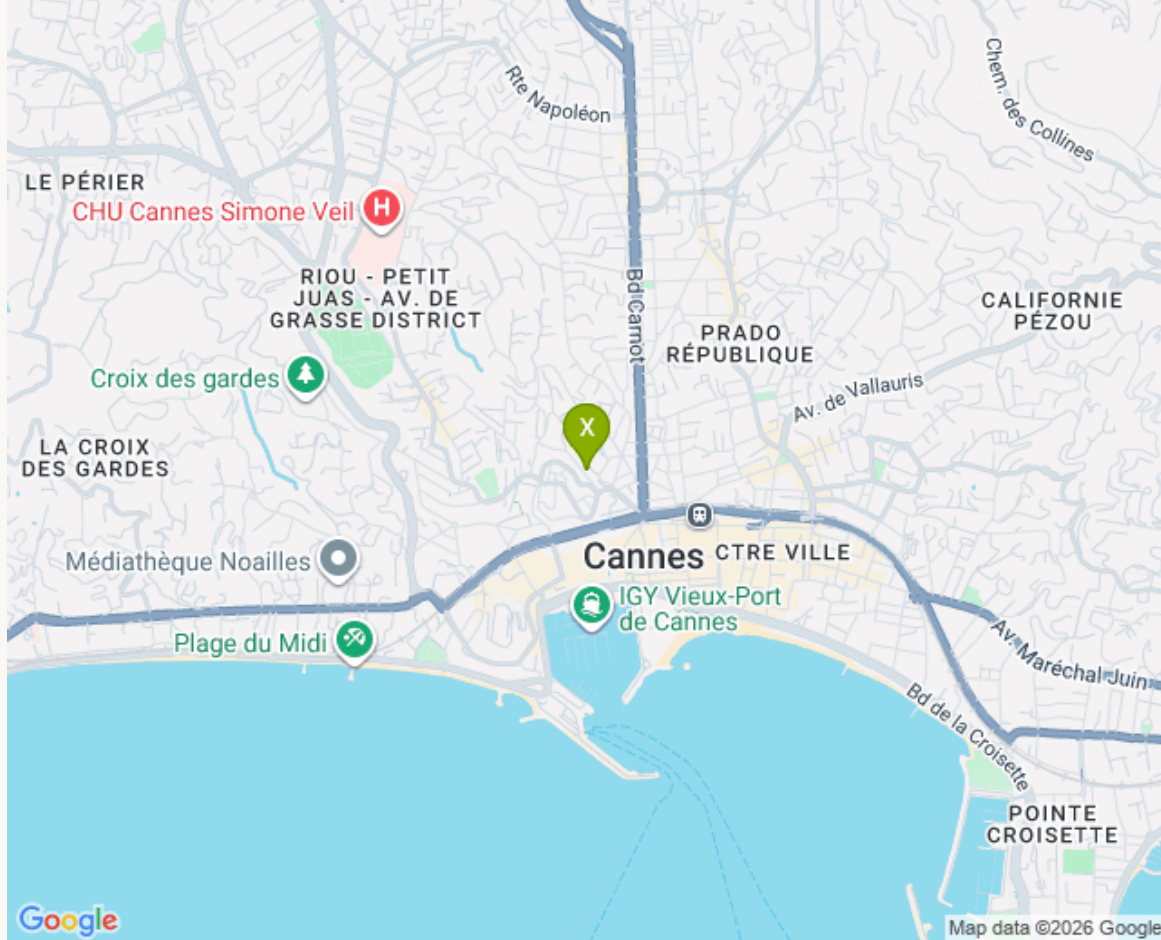 Rte Napoléon
Chem. des Collines
LE PÉRIER
CHU Cannes Simone Veil
H
RIOU - PETIT
JUAS - AV. DE
GRASSE DISTRICT
Bd Carnot
CALIFORNIE
PÉZOU
PRADO
RÉPUBLIQUE
Croix des gardes
Av. de Vallauris
X
LA CROIX
DES GARDES
Cannes
CTRE VILLE
Médiathèque Noailles
IGY Vieux-Port
de Cannes
Plage du Midi
Av. Maréchal Juin
Bd de la Croisette
POINTE
CROISETTE
Google
Map data ©2026 Google